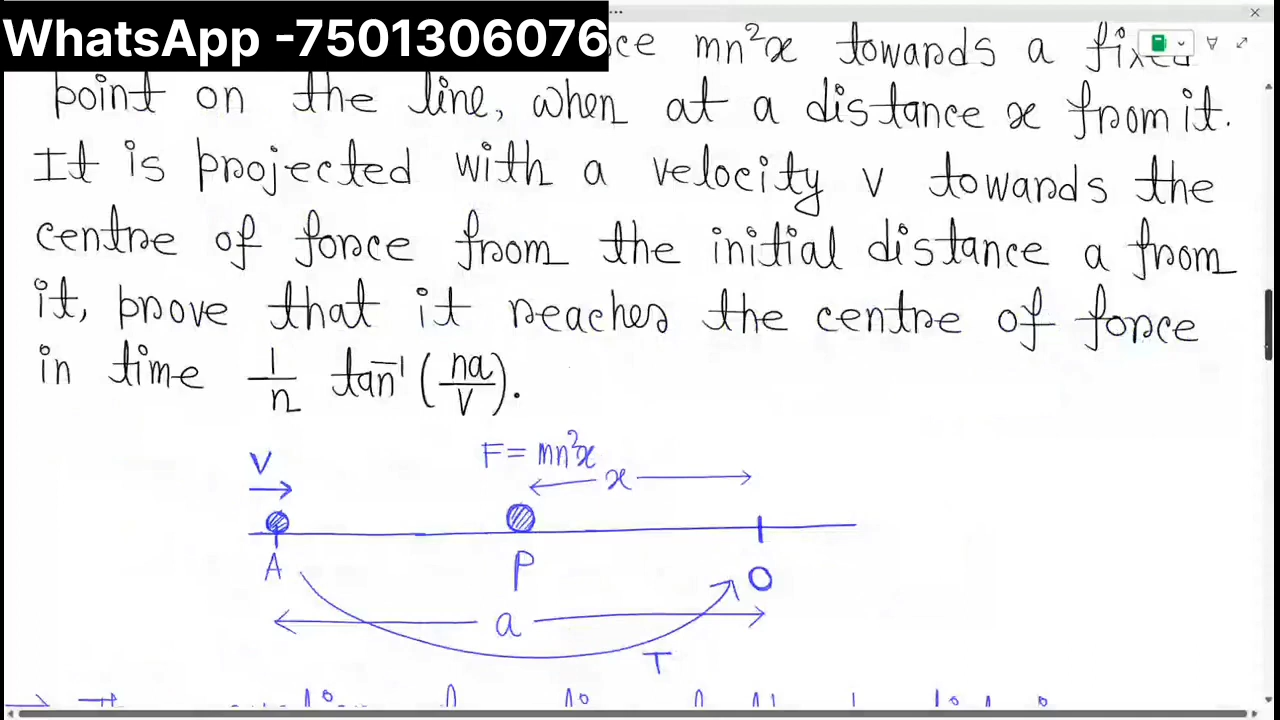 WhatsApp -7501306076
ce mn²x towards a fixed
point on the line, when at a distance x from it.
It is projected with a velocity v towards the
centre of force from the initial distance a from
it, prove that it reaches the centre of force
in time 1/n tan⁻¹ (na/v).
V
F = mn²x
x
A
P
O
a
T